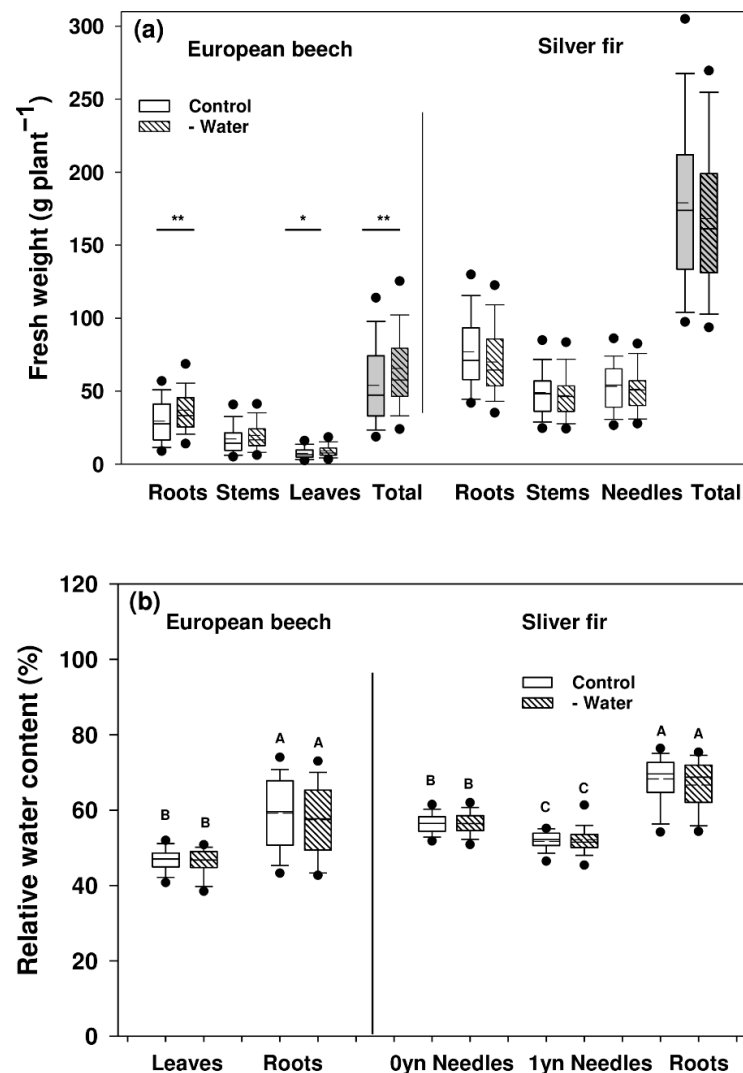 (a)
European beech
Silver fir
Control
- Water
Fresh weight (g plant⁻¹)
300
250
200
150
100
50
0
**
*
**
Roots Stems Leaves Total Roots Stems Needles Total
(b)
European beech
Sliver fir
Control
- Water
Relative water content (%)
120
100
80
60
40
20
0
B B A A B B C C A A
Leaves Roots 0yn Needles 1yn Needles Roots